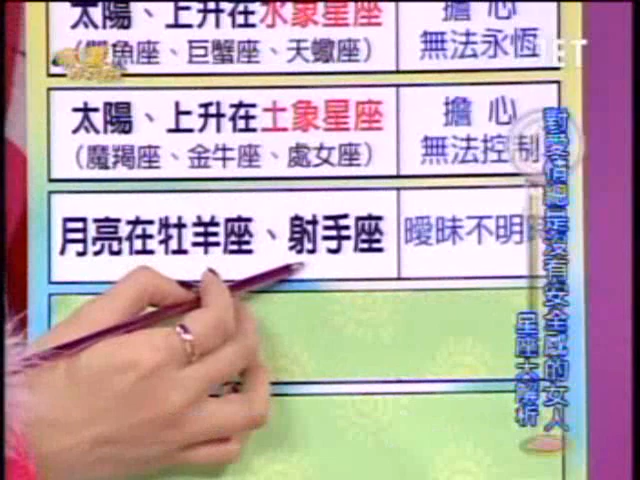 太陽、上升在水象星座
(雙魚座、巨蟹座、天蠍座)
擔心
無法永恆
JET
太陽、上升在土象星座
(魔羯座、金牛座、處女座)
擔心
無法控制
月亮在牡羊座、射手座
曖昧不明
對愛情總是沒有安全感的女人
星座大解析